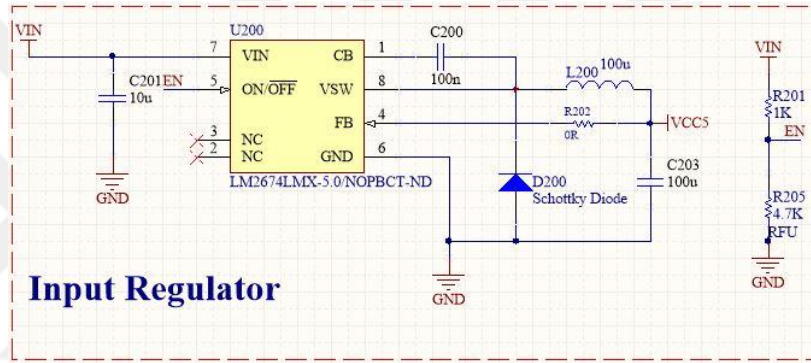 VIN
C201
10u
EN
U200
7 VIN
5 ON/OFF
3 NC
2 NC
CB 1
VSW 8
FB 4
GND 6
LM2674LMX-5.0/NOPBCT-ND
C200
100n
L200 100u
R202
0R
VCC5
D200
Schottky Diode
C203
100u
GND
GND
VIN
R201
1K
EN
R205
4.7K
RFU
GND
Input Regulator